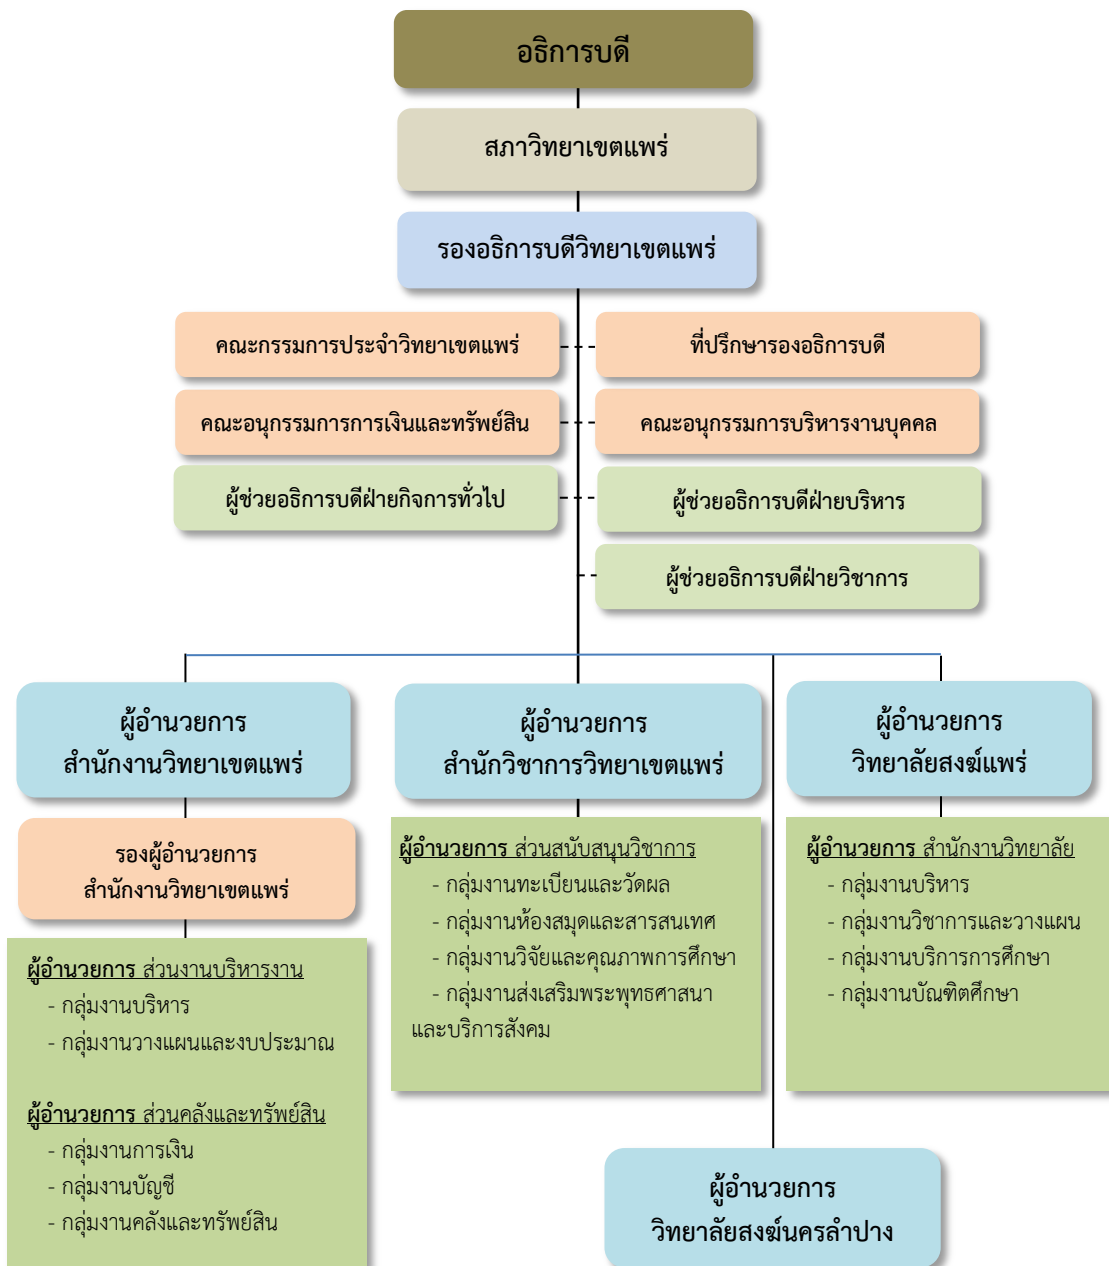 อธิการบดี
สภาวิทยาเขตแพร่
รองอธิการบดีวิทยาเขตแพร่
คณะกรรมการประจำวิทยาเขตแพร่
ที่ปรึกษารองอธิการบดี
คณะอนุกรรมการการเงินและทรัพย์สิน
คณะอนุกรรมการบริหารงานบุคคล
ผู้ช่วยอธิการบดีฝ่ายกิจการทั่วไป
ผู้ช่วยอธิการบดีฝ่ายบริหาร
ผู้ช่วยอธิการบดีฝ่ายวิชาการ
ผู้อำนวยการ
สำนักงานวิทยาเขตแพร่
รองผู้อำนวยการ
สำนักงานวิทยาเขตแพร่
ผู้อำนวยการ ส่วนงานบริหารงาน
- กลุ่มงานบริหาร
- กลุ่มงานวางแผนและงบประมาณ
ผู้อำนวยการ ส่วนคลังและทรัพย์สิน
- กลุ่มงานการเงิน
- กลุ่มงานบัญชี
- กลุ่มงานคลังและทรัพย์สิน
ผู้อำนวยการ
สำนักวิชาการวิทยาเขตแพร่
ผู้อำนวยการ ส่วนสนับสนุนวิชาการ
- กลุ่มงานทะเบียนและวัดผล
- กลุ่มงานห้องสมุดและสารสนเทศ
- กลุ่มงานวิจัยและคุณภาพการศึกษา
- กลุ่มงานส่งเสริมพระพุทธศาสนา
และบริการสังคม
ผู้อำนวยการ
วิทยาลัยสงฆ์แพร่
ผู้อำนวยการ สำนักงานวิทยาลัย
- กลุ่มงานบริหาร
- กลุ่มงานวิชาการและวางแผน
- กลุ่มงานบริการการศึกษา
- กลุ่มงานบัณฑิตศึกษา
ผู้อำนวยการ
วิทยาลัยสงฆ์นครลำปาง